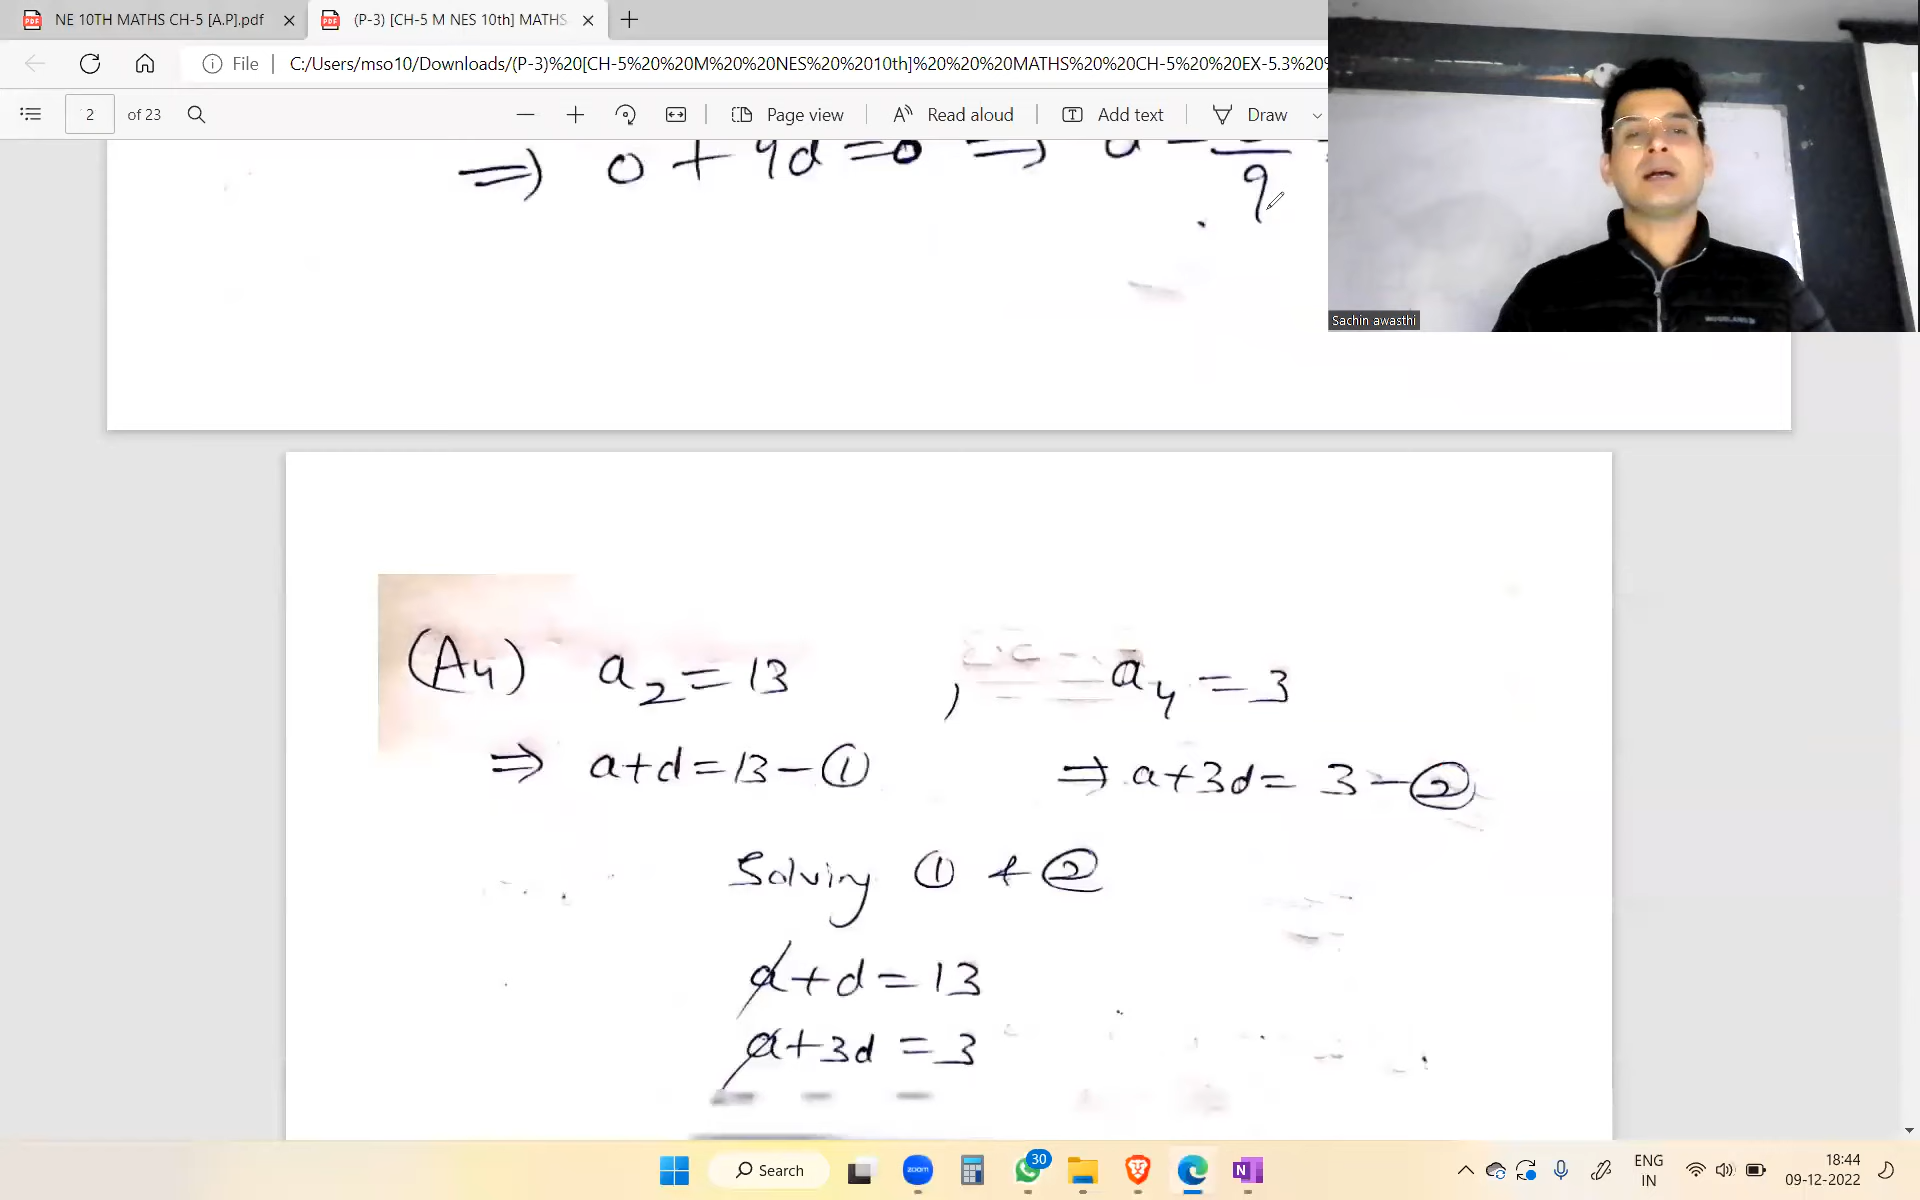 NE 10TH MATHS CH-5 [A.P].pdf
(P-3) [CH-5 M NES 10th] MATHS
File
C:/Users/mso10/Downloads/(P-3)%20[CH-5%20%20M%20%20NES%20%2010th]%20%20%20MATHS%20%20CH-5%20%20EX-5.3%20%
2 of 23
Page view
Read aloud
Add text
Draw
9
Sachin awasthi
(A4) a2 = 13 , a4 = 3
⇒ a+d = 13 – ① ⇒ a+3d = 3 – ②
Solving ① & ②
a+d = 13
a+3d = 3
– – –
Search
zoom
30
N
ENG
IN
18:44
09-12-2022